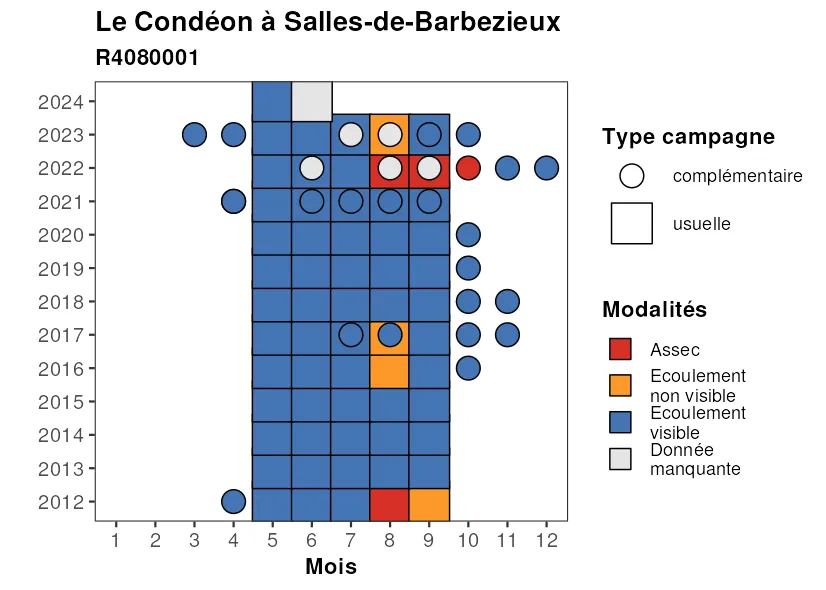 Le Condéon à Salles-de-Barbezieux
R4080001
2024
2023
2022
2021
2020
2019
2018
2017
2016
2015
2014
2013
2012
1 2 3 4 5 6 7 8 9 10 11 12
Mois
Type campagne
complémentaire
usuelle
Modalités
Assec
Ecoulement
non visible
Ecoulement
visible
Donnée
manquante